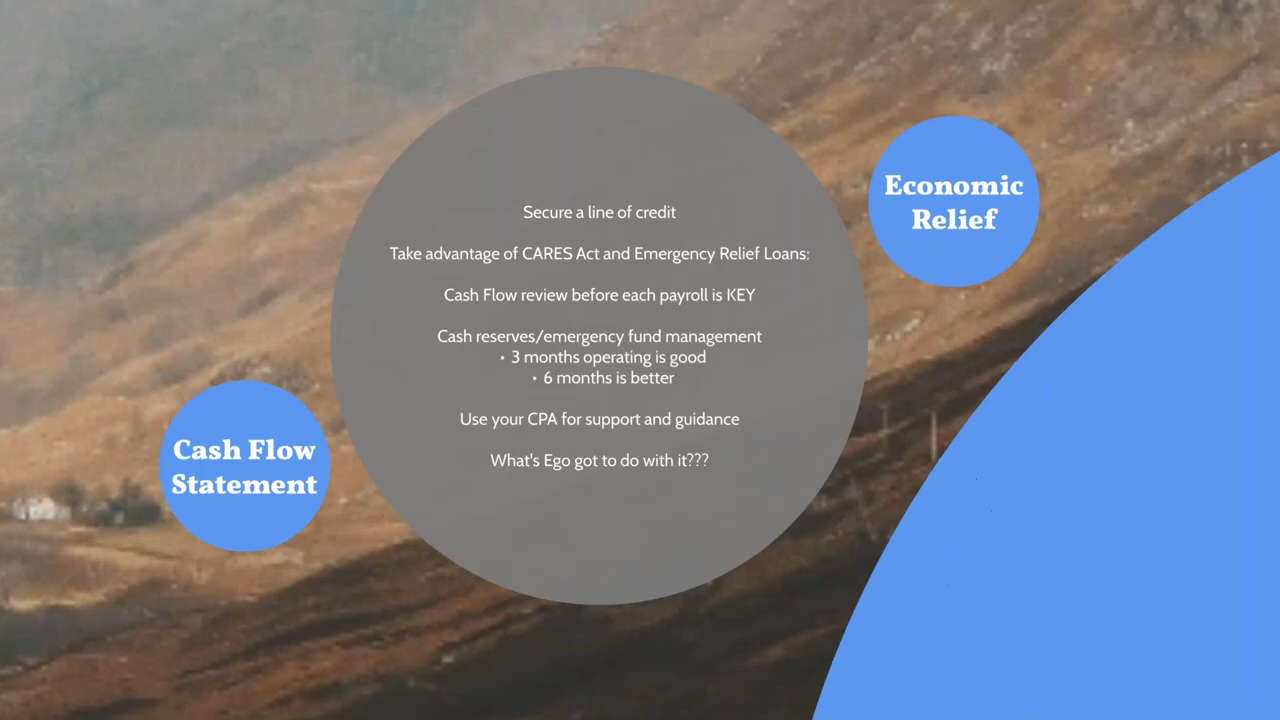 Secure a line of credit
Take advantage of CARES Act and Emergency Relief Loans:
Cash Flow review before each payroll is KEY
Cash reserves/emergency fund management
• 3 months operating is good
• 6 months is better
Use your CPA for support and guidance
What's Ego got to do with it???
Economic
Relief
Cash Flow
Statement